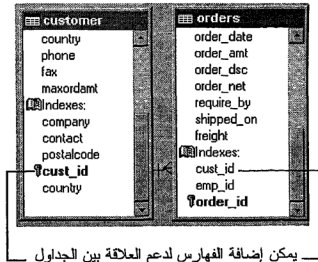 customer
country
phone
fax
maxordamt
Indexes:
company
contact
postalcode
cust_id
country
orders
order_date
order_amt
order_dsc
order_net
require_by
shipped_on
freight
Indexes:
cust_id
emp_id
order_id
يمكن إضافة الفهارس لدعم العلاقة بين الجداول